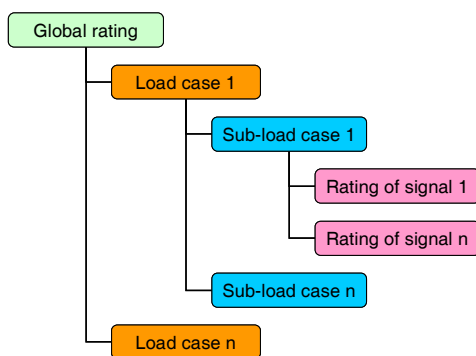 Global rating
Load case 1
Sub-load case 1
Rating of signal 1
Rating of signal n
Sub-load case n
Load case n